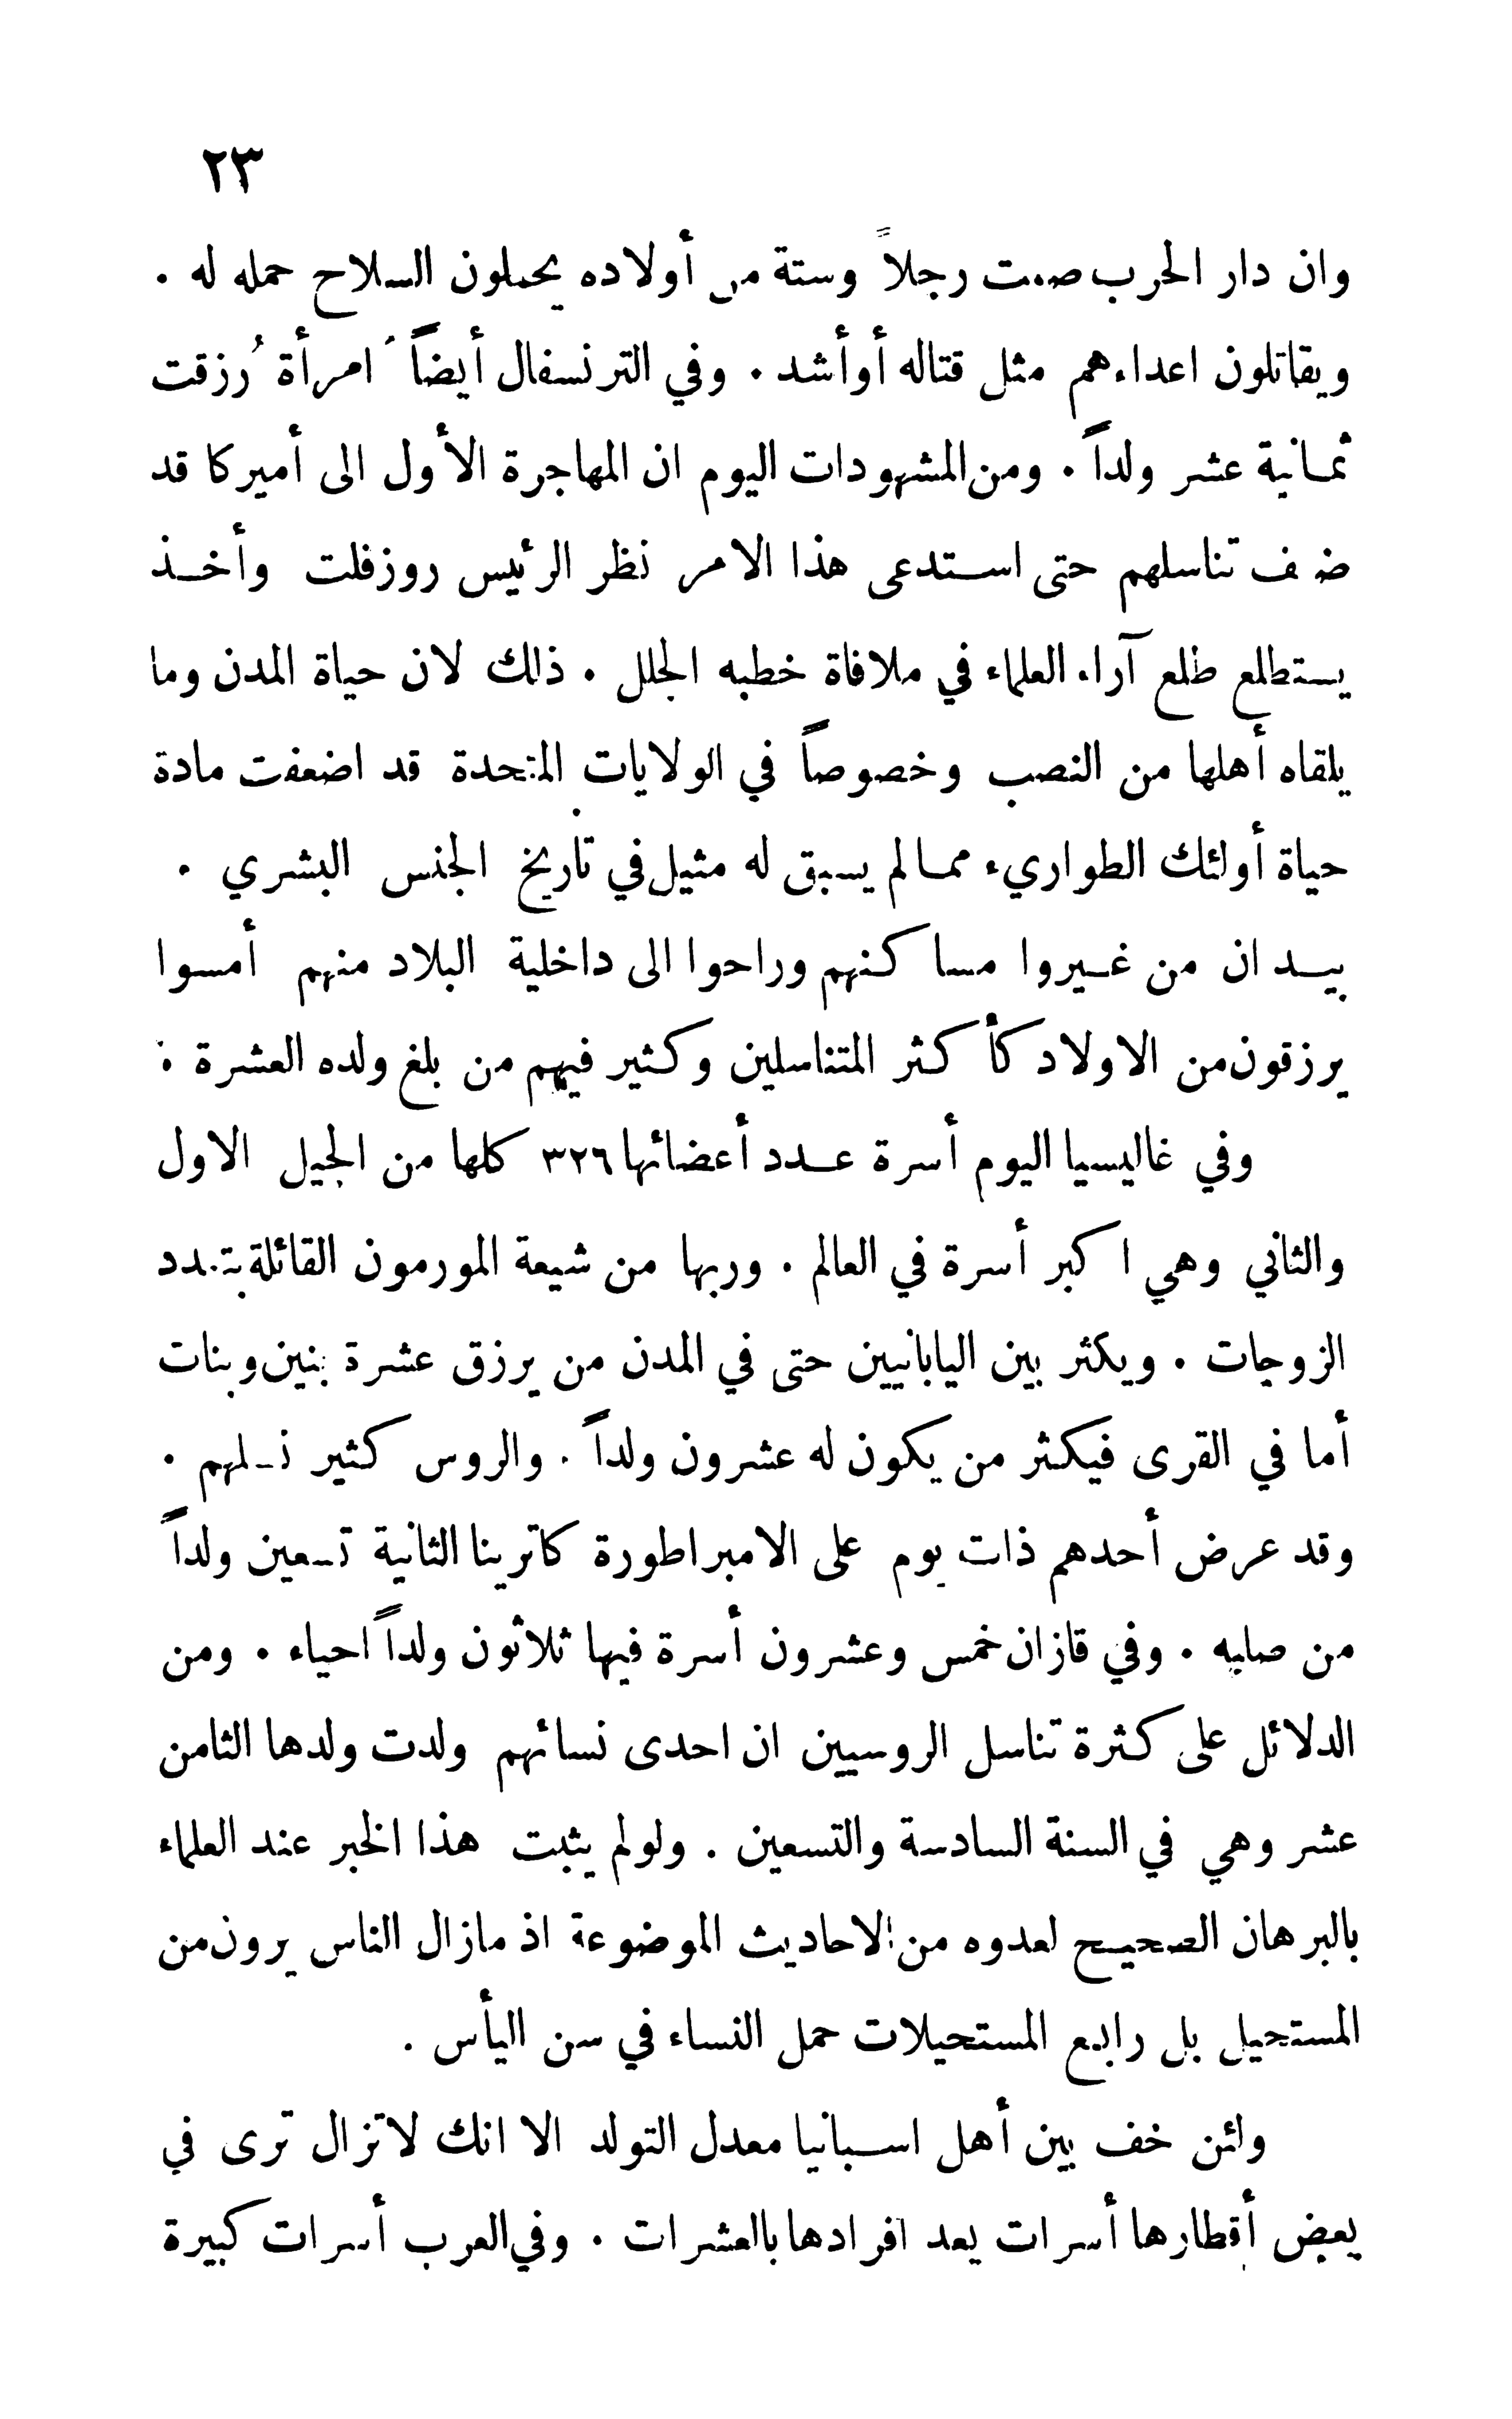 ٢٣
وان دار الحرب ضمت رجلاً وستة من أولاده يحملون السلاح حمله له .
ويقاتلون اعداءهم مثل قتاله أوأشد . وفي الترنسفال أيضاً امرأة رُزقت
ثمانية عشر ولداً . ومن المشهودات اليوم ان المهاجرة الأول الى أميركا قد
ضعف تناسلهم حتى استدعى هذا الامر نظر الرئيس روزفلت وأخذ
يستطلع طلع آراء العلماء في ملافاة خطبه الجلل . ذلك لان حياة المدن وما
يلقاه أهلها من النصب وخصوصاً في الولايات المتحدة قد اضعفت مادة
حياة أولئك الطواريء مما لم يسبق له مثيل في تاريخ الجنس البشري .
بيد ان من غيروا مساكنهم وراحوا الى داخلية البلاد منهم أمسوا
يرزقون من الاولاد كأكثر المتناسلين وكثير فيهم من بلغ ولده العشرة .
وفي غاليسيا اليوم أسرة عدد أعضائها ٣٢٦ كلها من الجيل الاول
والثاني وهي اكبر أسرة في العالم . وربها من شيعة المورمون القائلة بتعدد
الزوجات . ويكثر بين اليابانيين حتى في المدن من يرزق عشرة بنين وبنات
أما في القرى فيكثر من يكون له عشرون ولداً . والروس كثير نسلهم .
وقد عرض أحدهم ذات يوم على الامبراطورة كاترينا الثانية تسعين ولداً
من صلبه . وفي قازان خمس وعشرون أسرة فيها ثلاثون ولداً احياء . ومن
الدلائل على كثرة تناسل الروسيين ان احدى نسائهم ولدت ولدها الثامن
عشر وهي في السنة السادسة والتسعين . ولولم يثبت هذا الخبر عند العلماء
بالبرهان الصحيح لعدوه من الاحاديث الموضوعة اذ مازال الناس يرون من
المستحيل بل رابع المستحيلات حمل النساء في سن اليأس .
ولئن خف بين أهل اسبانيا معدل التولد الا انك لاتزال ترى في
بعض أقطارها أسرات يعد افرادها بالعشرات . وفي العرب أسرات كبيرة